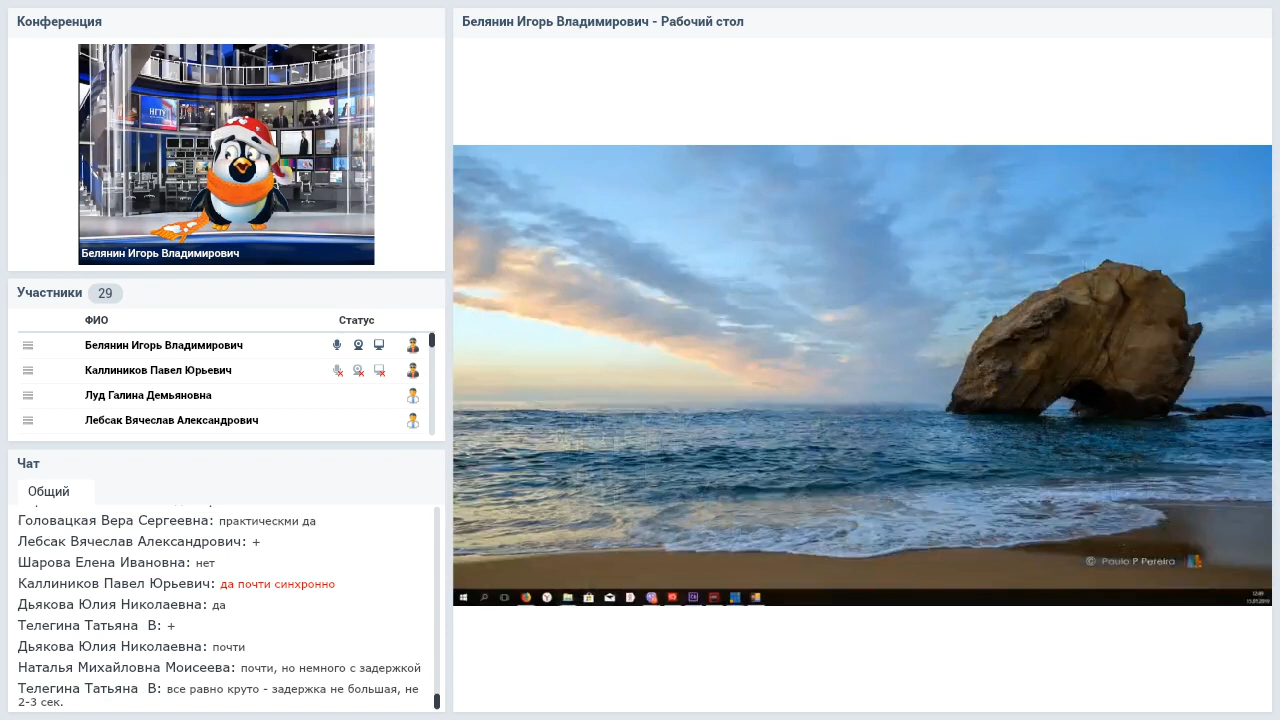 Конференция
НГТУ
Белянин Игорь Владимирович
Участники 29
ФИО Статус
Белянин Игорь Владимирович
Каллиников Павел Юрьевич
Луд Галина Демьяновна
Лебсак Вячеслав Александрович
Чат
Общий
Головацкая Вера Сергеевна: практическми да
Лебсак Вячеслав Александрович: +
Шарова Елена Ивановна: нет
Каллиников Павел Юрьевич: да почти синхронно
Дьякова Юлия Николаевна: да
Телегина Татьяна В: +
Дьякова Юлия Николаевна: почти
Наталья Михайловна Моисеева: почти, но немного с задержкой
Телегина Татьяна В: все равно круто - задержка не большая, не
2-3 сек.
Белянин Игорь Владимирович - Рабочий стол
© Paulo P Pereira